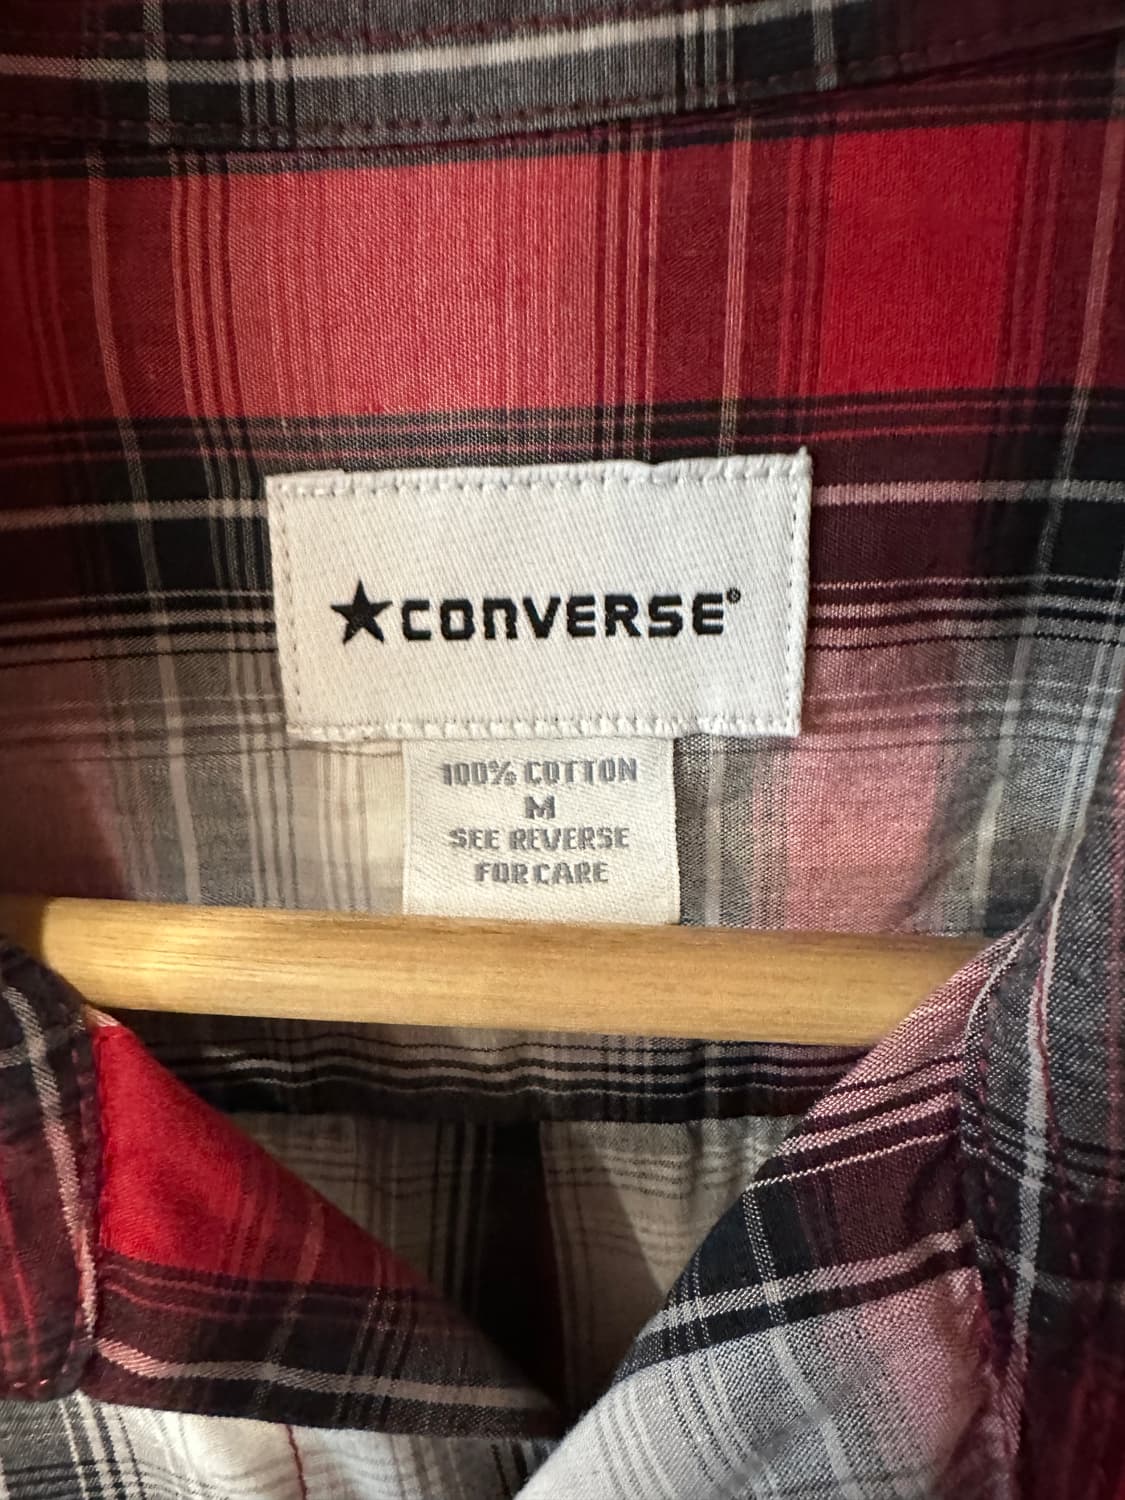 ★CONVERSE®
100% COTTON
M
SEE REVERSE
FOR CARE